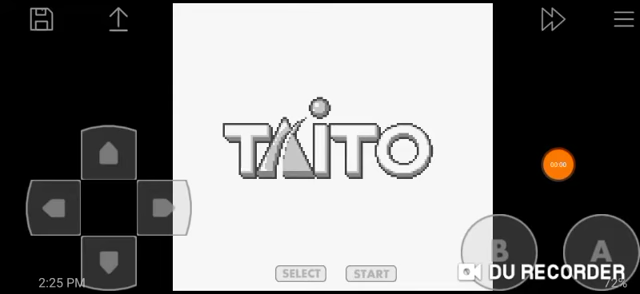 TAITO
00:00
B
A
SELECT
START
DU RECORDER
2:25 PM
72%